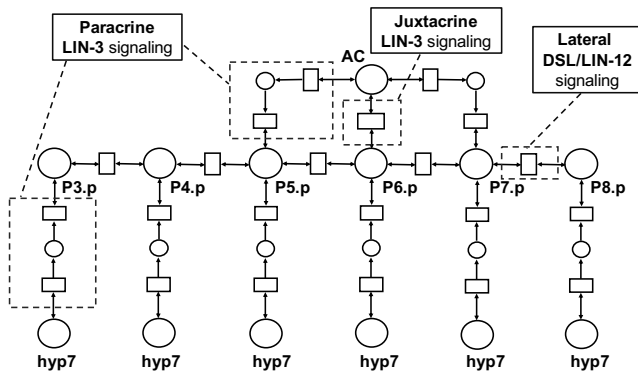 Paracrine
LIN-3 signaling
Juxtacrine
LIN-3 signaling
Lateral
DSL/LIN-12
signaling
AC
P3.p
P4.p
P5.p
P6.p
P7.p
P8.p
hyp7
hyp7
hyp7
hyp7
hyp7
hyp7